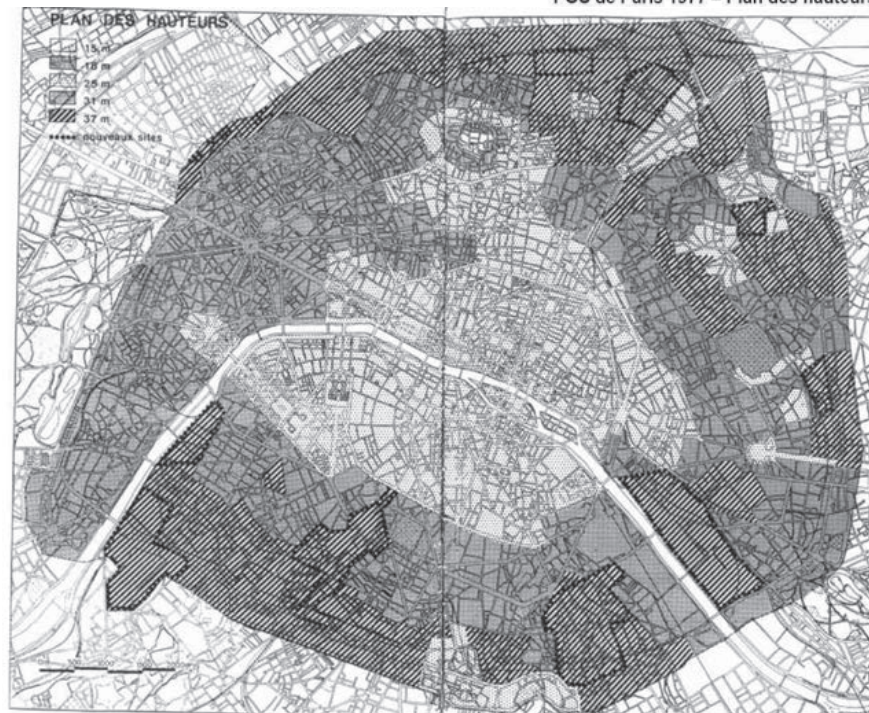 POS de Paris 1977 – Plan des hauteurs
PLAN DES HAUTEURS
15 m
18 m
25 m
31 m
37 m
nouveaux sites